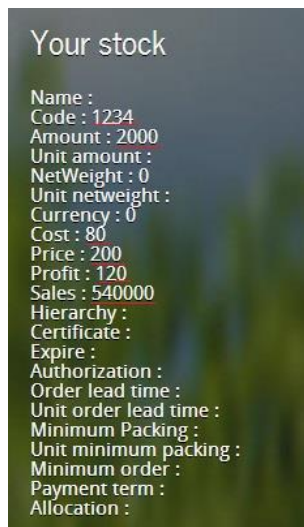 Your stock
Name :
Code : 1234
Amount : 2000
Unit amount :
NetWeight : 0
Unit netweight :
Currency : 0
Cost : 80
Price : 200
Profit : 120
Sales : 540000
Hierarchy :
Certificate :
Expire :
Authorization :
Order lead time :
Unit order lead time :
Minimum Packing :
Unit minimum packing :
Minimum order :
Payment term :
Allocation :